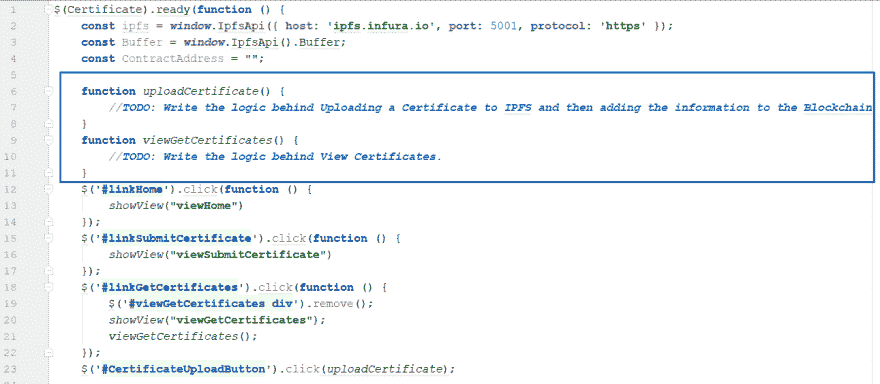 1 $(Certificate).ready(function () {
2 const ipfs = window.IpfsApi({ host: 'ipfs.infura.io', port: 5001, protocol: 'https' });
3 const Buffer = window.IpfsApi().Buffer;
4 const ContractAddress = "";
5
6 function uploadCertificate() {
7 //TODO: Write the logic behind Uploading a Certificate to IPFS and then adding the information to the Blockchain
8 }
9 function viewGetCertificates() {
10 //TODO: Write the logic behind View Certificates.
11 }
12 $('#linkHome').click(function () {
13 showView("viewHome")
14 });
15 $('#linkSubmitCertificate').click(function () {
16 showView("viewSubmitCertificate")
17 });
18 $('#linkGetCertificates').click(function () {
19 $('#viewGetCertificates div').remove();
20 showView("viewGetCertificates");
21 viewGetCertificates();
22 });
23 $('#CertificateUploadButton').click(uploadCertificate);